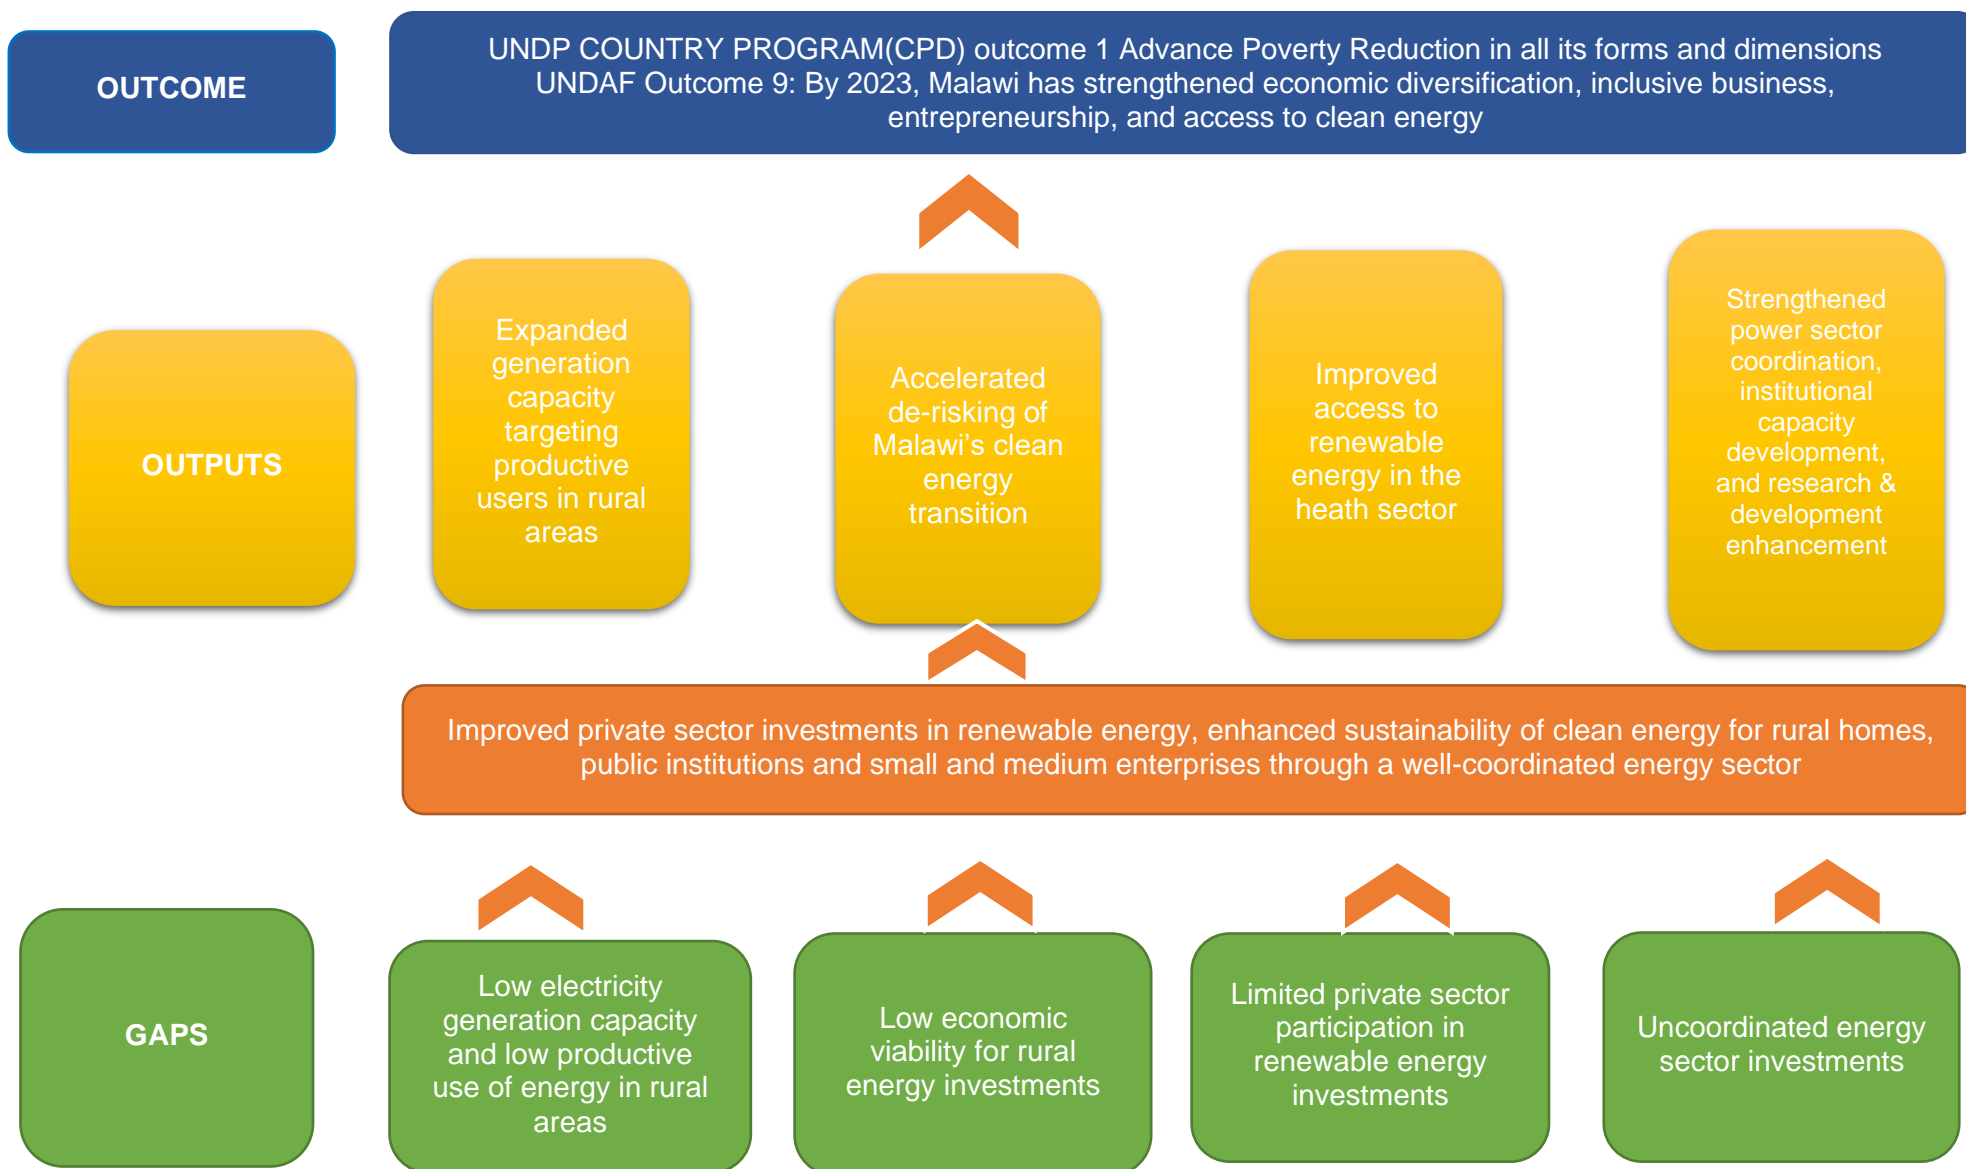 OUTCOME
UNDP COUNTRY PROGRAM(CPD) outcome 1 Advance Poverty Reduction in all its forms and dimensions
UNDAF Outcome 9: By 2023, Malawi has strengthened economic diversification, inclusive business,
entrepreneurship, and access to clean energy
OUTPUTS
Expanded
generation
capacity
targeting
productive
users in rural
areas
Accelerated
de-risking of
Malawi’s clean
energy
transition
Improved
access to
renewable
energy in the
heath sector
Strengthened
power sector
coordination,
institutional
capacity
development,
and research &
development
enhancement
Improved private sector investments in renewable energy, enhanced sustainability of clean energy for rural homes,
public institutions and small and medium enterprises through a well-coordinated energy sector
GAPS
Low electricity
generation capacity
and low productive
use of energy in rural
areas
Low economic
viability for rural
energy investments
Limited private sector
participation in
renewable energy
investments
Uncoordinated energy
sector investments